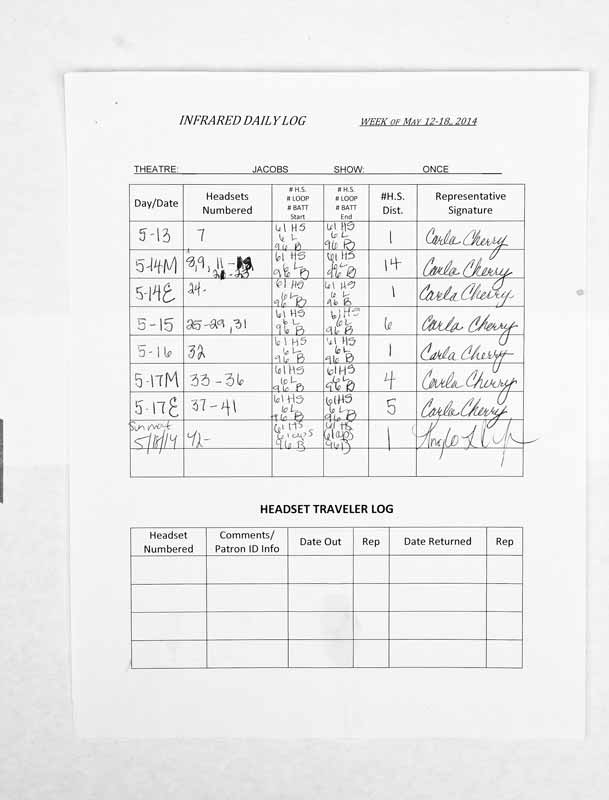 INFRARED DAILY LOG WEEK OF MAY 12-18, 2014
THEATRE: JACOBS SHOW: ONCE
Day/Date Headsets Numbered # H.S. # LOOP # BATT Start # H.S. # LOOP # BATT End #H.S. Dist. Representative Signature
5-13 7 61 HS 6 L 96 B 61 HS 6 L 96 B 1 Carla Cherry
5-14M 8,9, 11- 61 HS 6 L 96 B 61 HS 6 L 96 B 14 Carla Cherry
5-14E 24- 61 HS 6 L 96 B 61 HS 6 L 96 B 1 Carla Cherry
5-15 25-29, 31 61 HS 6 L 96 B 61 HS 6 L 96 B 6 Carla Cherry
5-16 32 61 HS 6 L 96 B 61 HS 6 L 96 B 1 Carla Cherry
5-17M 33-36 61 HS 6 L 96 B 61 HS 6 L 96 B 4 Carla Cherry
5-17E 37-41 61 HS 6 L 96 B 61 HS 6 L 96 B 5 Carla Cherry
Sun mat 5/18/14 42- 61 HS 6 loops 96 B 61 HS 6 loops 96 B 1
HEADSET TRAVELER LOG
Headset Numbered Comments/ Patron ID Info Date Out Rep Date Returned Rep